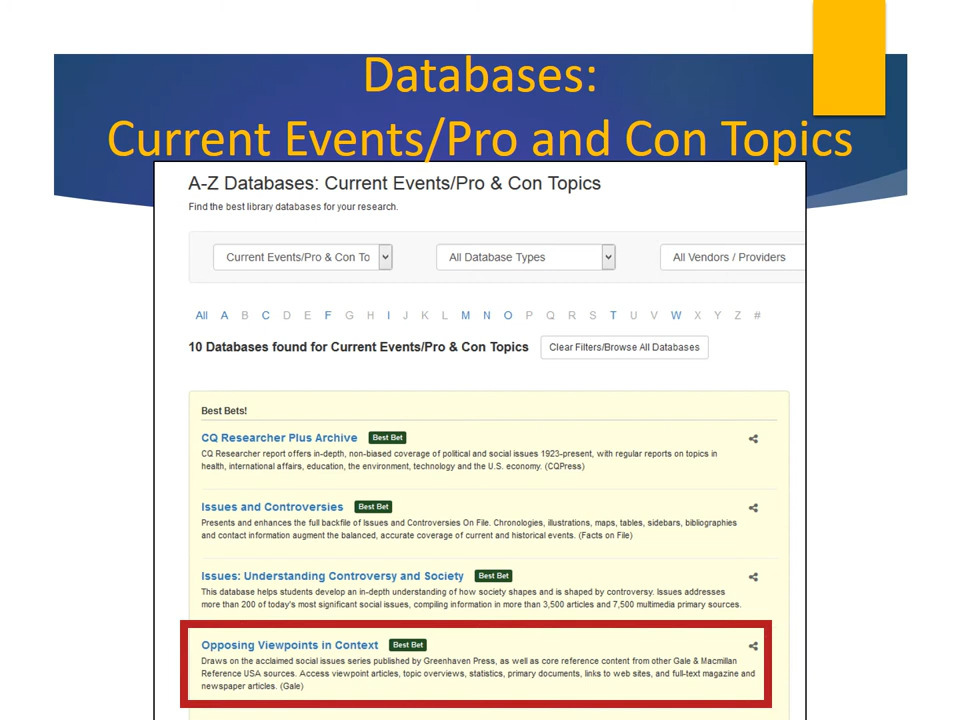 Databases:
Current Events/Pro and Con Topics
A-Z Databases: Current Events/Pro & Con Topics
Find the best library databases for your research.
Current Events/Pro & Con To
All Database Types
All Vendors / Providers
All A B C D E F G H I J K L M N O P Q R S T U V W X Y Z #
10 Databases found for Current Events/Pro & Con Topics
Clear Filters/Browse All Databases
Best Bets!
CQ Researcher Plus Archive Best Bet
CQ Researcher report offers in-depth, non-biased coverage of political and social issues 1923-present, with regular reports on topics in
health, international affairs, education, the environment, technology and the U.S. economy. (CQPress)
Issues and Controversies Best Bet
Presents and enhances the full backfile of Issues and Controversies On File. Chronologies, illustrations, maps, tables, sidebars, bibliographies
and contact information augment the balanced, accurate coverage of current and historical events. (Facts on File)
Issues: Understanding Controversy and Society Best Bet
This database helps students develop an in-depth understanding of how society shapes and is shaped by controversy. Issues addresses
more than 200 of today's most significant social issues, compiling information in more than 3,500 articles and 7,500 multimedia primary sources.
Opposing Viewpoints in Context Best Bet
Draws on the acclaimed social issues series published by Greenhaven Press, as well as core reference content from other Gale & Macmillan
Reference USA sources. Access viewpoint articles, topic overviews, statistics, primary documents, links to web sites, and full-text magazine and
newspaper articles. (Gale)